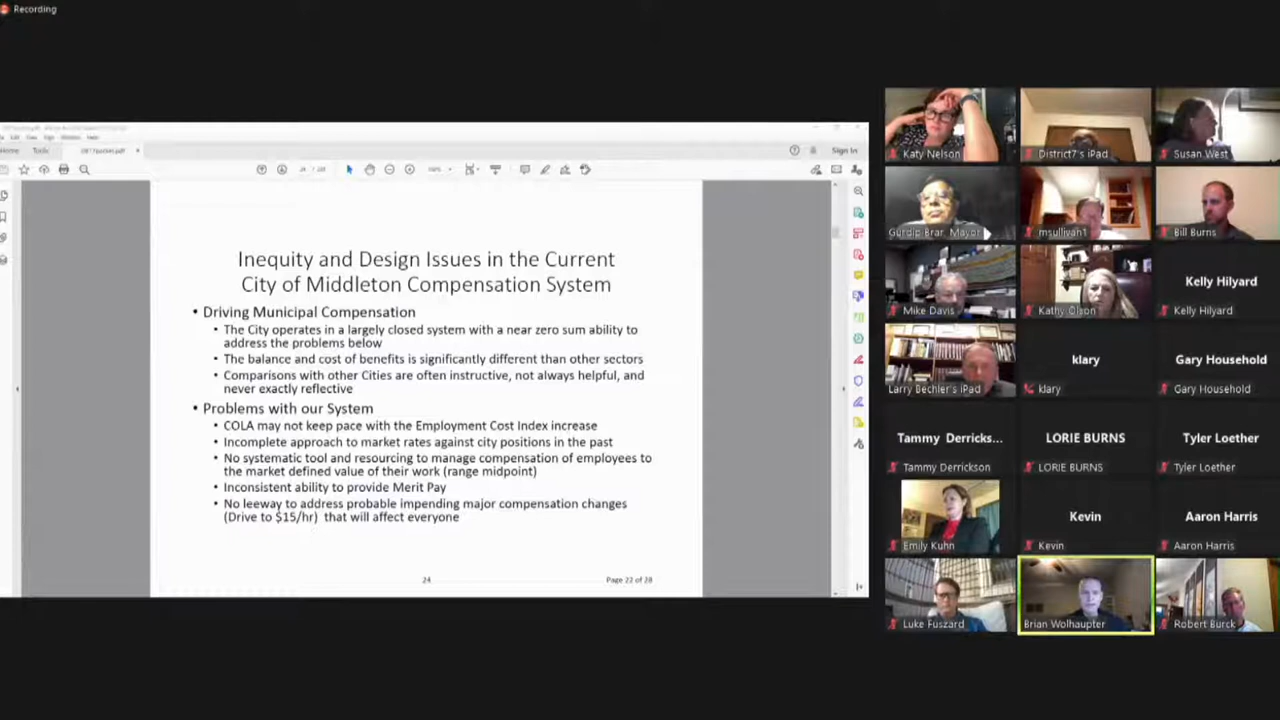 Recording
Home
Tools
Sign In
Inequity and Design Issues in the Current
City of Middleton Compensation System
• Driving Municipal Compensation
• The City operates in a largely closed system with a near zero sum ability to
address the problems below
• The balance and cost of benefits is significantly different than other sectors
• Comparisons with other Cities are often instructive, not always helpful, and
never exactly reflective
• Problems with our System
• COLA may not keep pace with the Employment Cost Index increase
• Incomplete approach to market rates against city positions in the past
• No systematic tool and resourcing to manage compensation of employees to
the market defined value of their work (range midpoint)
• Inconsistent ability to provide Merit Pay
• No leeway to address probable impending major compensation changes
(Drive to $15/hr) that will affect everyone
24
Page 22 of 28
Katy Nelson
District7's iPad
Susan West
Gurdip Brar, Mayor
msullivan1
Bill Burns
Mike Davis
Kathy Olson
Kelly Hilyard
Kelly Hilyard
Larry Bechler's iPad
klary
klary
Gary Household
Gary Household
Tammy Derricks...
Tammy Derrickson
LORIE BURNS
LORIE BURNS
Tyler Loether
Tyler Loether
Emily Kuhn
Kevin
Kevin
Aaron Harris
Aaron Harris
Luke Fuszard
Brian Wolhaupter
Robert Burck